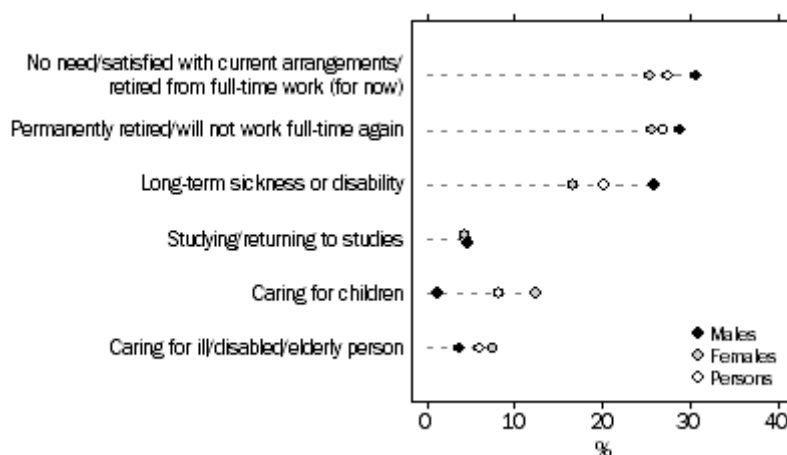 No need/satisfied with current arrangements/
retired from full-time work (for now)
Permanently retired/will not work full-time again
Long-term sickness or disability
Studying/returning to studies
Caring for children
Caring for ill/disabled/elderly person
Males
Females
Persons
0 10 20 30 40
%